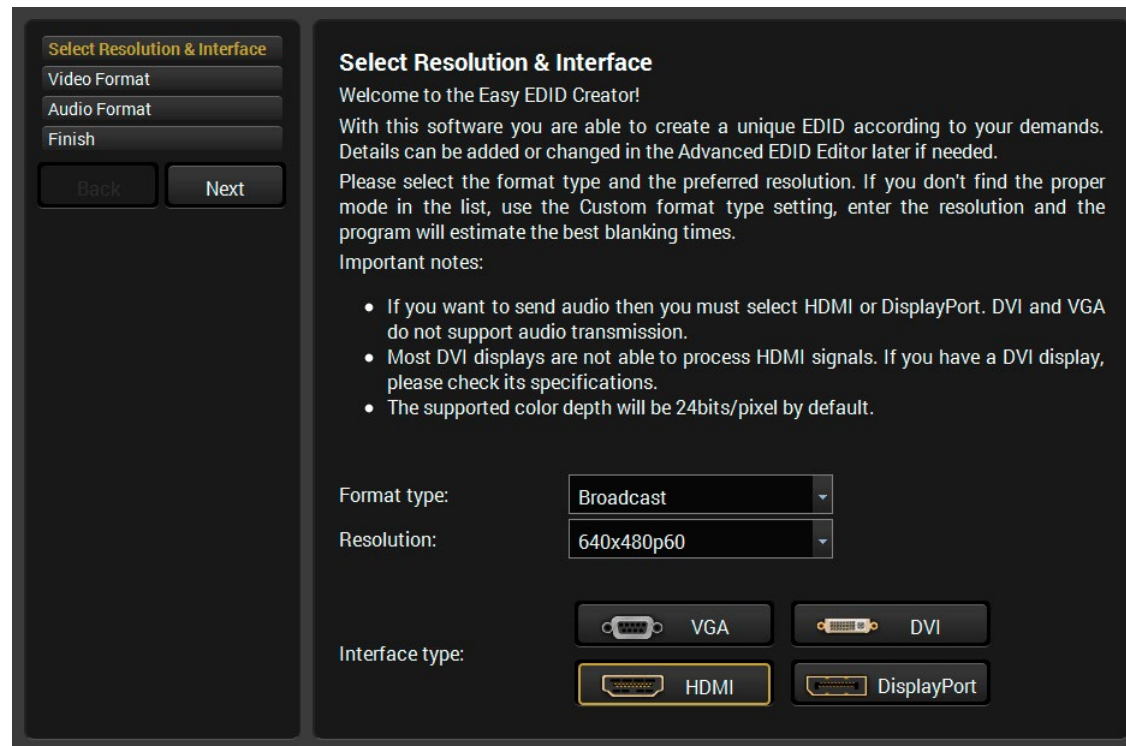 Select Resolution & Interface
Video Format
Audio Format
Finish
Back
Next
Select Resolution & Interface
Welcome to the Easy EDID Creator!
With this software you are able to create a unique EDID according to your demands.
Details can be added or changed in the Advanced EDID Editor later if needed.
Please select the format type and the preferred resolution. If you don't find the proper
mode in the list, use the Custom format type setting, enter the resolution and the
program will estimate the best blanking times.
Important notes:
• If you want to send audio then you must select HDMI or DisplayPort. DVI and VGA
do not support audio transmission.
• Most DVI displays are not able to process HDMI signals. If you have a DVI display,
please check its specifications.
• The supported color depth will be 24bits/pixel by default.
Format type:
Broadcast
Resolution:
640x480p60
Interface type:
VGA
DVI
HDMI
DisplayPort